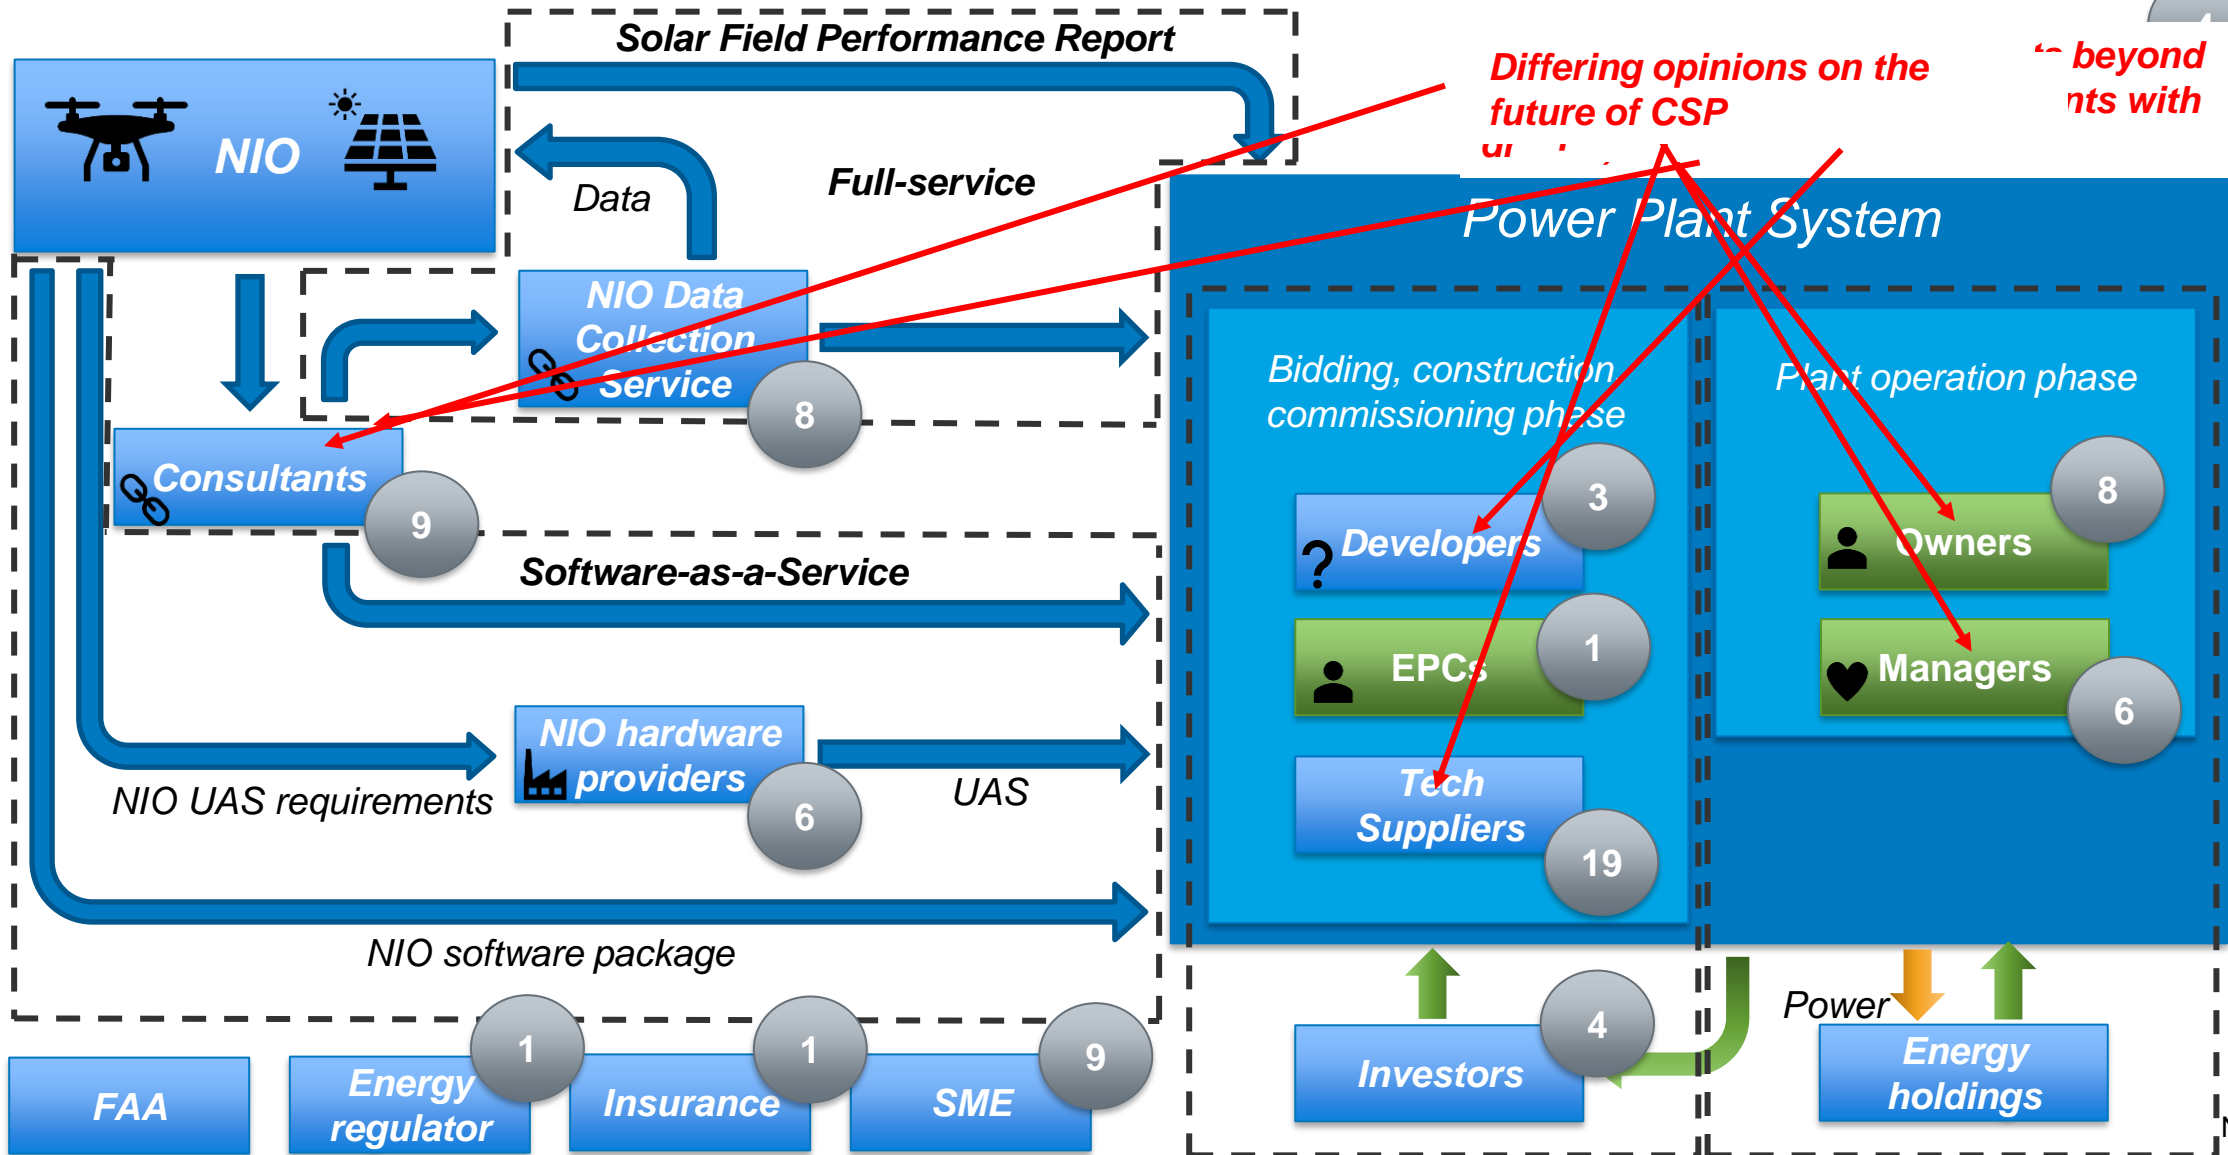 Solar Field Performance Report
Differing opinions on the
future of CSP
beyond
with
NIO
Data
Full-service
Power Plant System
NIO Data
Collection
Service
8
Consultants
9
Bidding, construction,
commissioning phase
Plant operation phase
3
Developers
8
Owners
1
EPCs
Managers
6
Tech
Suppliers
19
Software-as-a-Service
NIO hardware
providers
6
NIO UAS requirements
UAS
NIO software package
Power
4
Investors
Energy
holdings
FAA
1
Energy
regulator
1
Insurance
9
SME